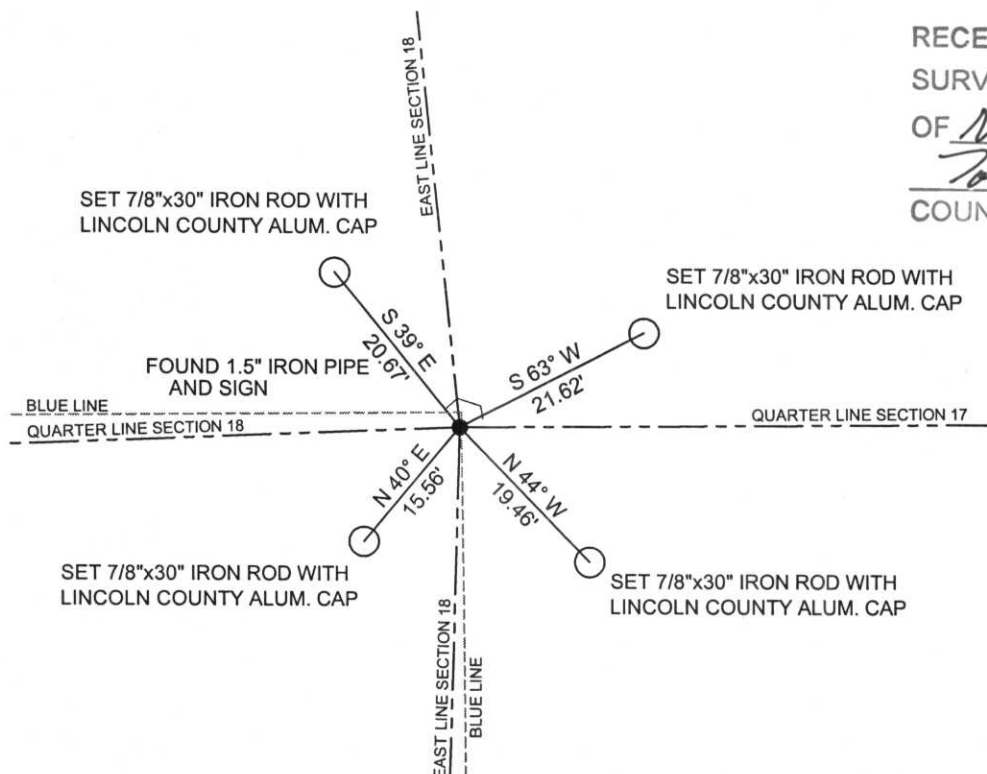 RECE
SURV
OF
COUN
EAST LINE SECTION 18
SET 7/8"x30" IRON ROD WITH
LINCOLN COUNTY ALUM. CAP
SET 7/8"x30" IRON ROD WITH
LINCOLN COUNTY ALUM. CAP
S 39° E
20.67'
S 63° W
21.62'
FOUND 1.5" IRON PIPE
AND SIGN
BLUE LINE
QUARTER LINE SECTION 18
QUARTER LINE SECTION 17
N 40° E
15.56'
N 44° W
19.46'
SET 7/8"x30" IRON ROD WITH
LINCOLN COUNTY ALUM. CAP
SET 7/8"x30" IRON ROD WITH
LINCOLN COUNTY ALUM. CAP
EAST LINE SECTION 18
BLUE LINE